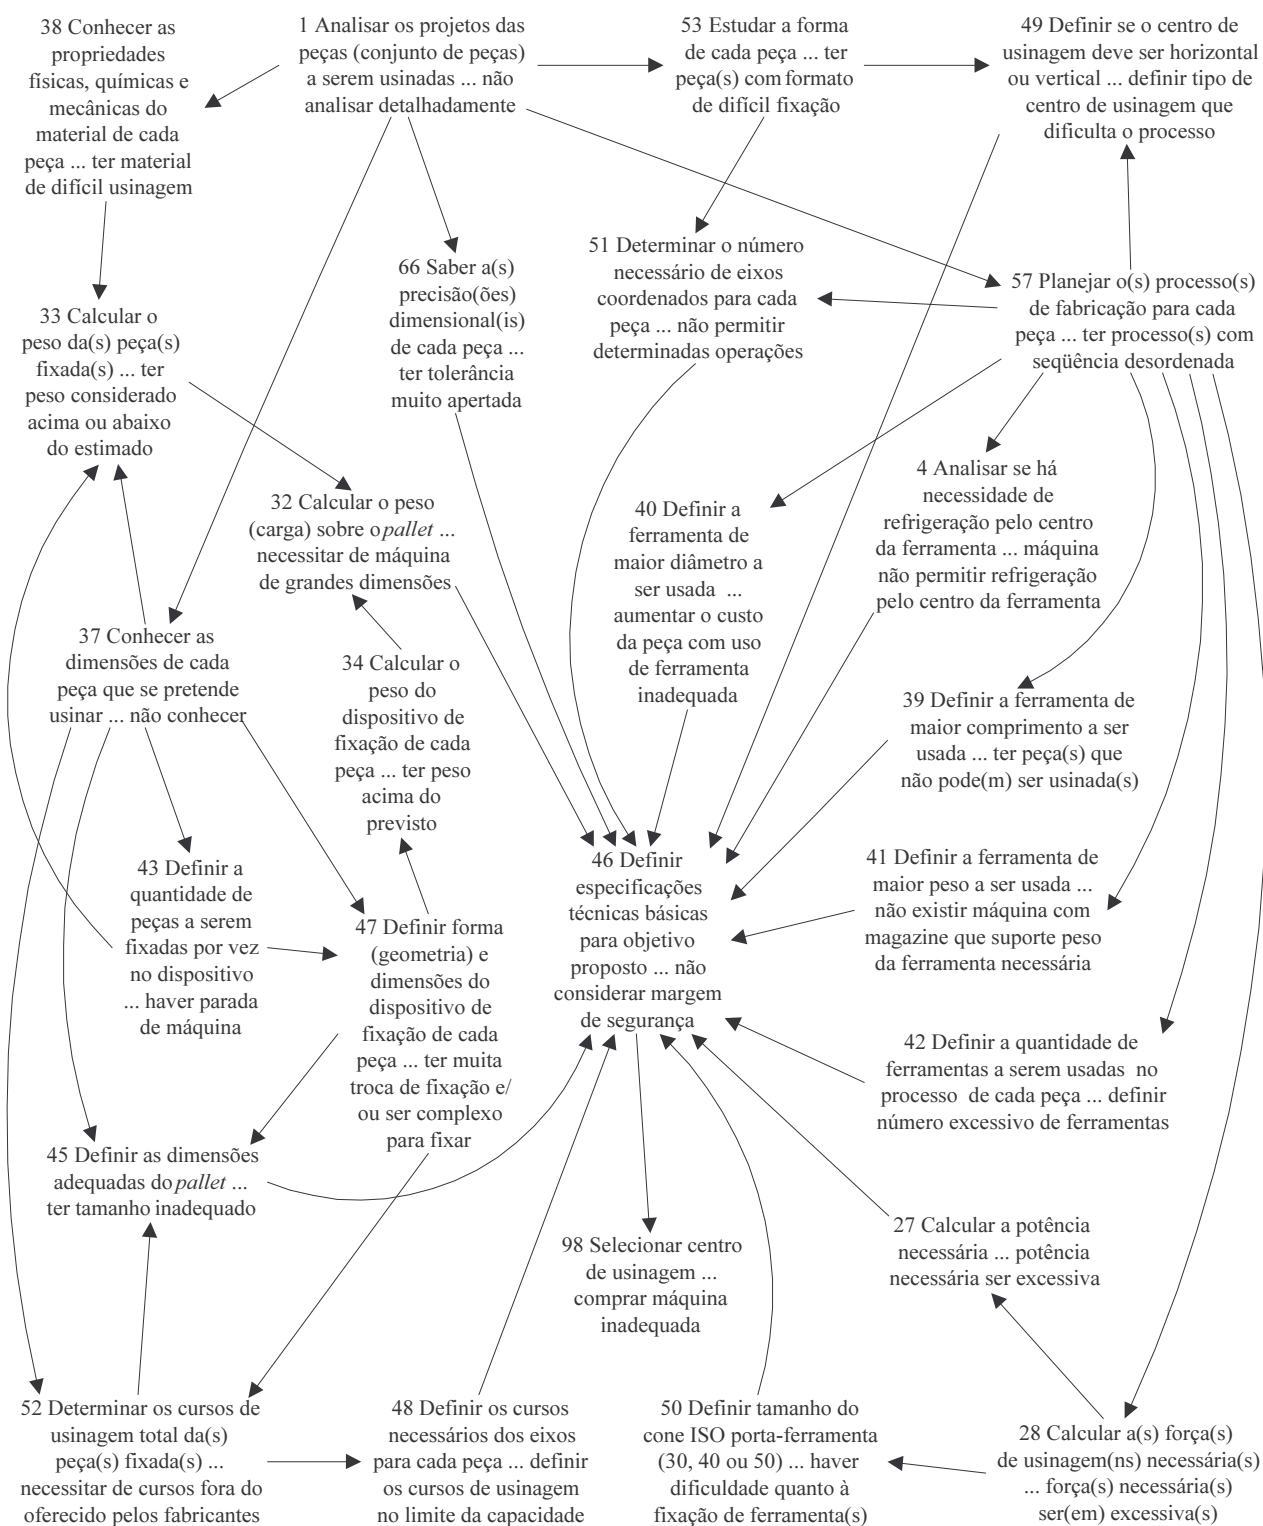 38 Conhecer as
propriedades
físicas, químicas e
mecânicas do
material de cada
peça ... ter material
de difícil usinagem
1 Analisar os projetos das
peças (conjunto de peças)
a serem usinadas ... não
analisar detalhadamente
53 Estudar a forma
de cada peça ... ter
peça(s) com formato
de difícil fixação
49 Definir se o centro de
usinagem deve ser horizontal
ou vertical ... definir tipo de
centro de usinagem que
dificulta o processo
33 Calcular o
peso da(s) peça(s)
fixada(s) ... ter
peso considerado
acima ou abaixo
do estimado
66 Saber a(s)
precisão(ões)
dimensional(is)
de cada peça ...
ter tolerância
muito apertada
51 Determinar o número
necessário de eixos
coordenados para cada
peça ... não permitir
determinadas operações
57 Planejar o(s) processo(s)
de fabricação para cada
peça ... ter processo(s) com
seqüência desordenada
32 Calcular o peso
(carga) sobre o pallet ...
necessitar de máquina
de grandes dimensões
40 Definir a
ferramenta de
maior diâmetro a
ser usada ...
aumentar o custo
da peça com uso
de ferramenta
inadequada
4 Analisar se há
necessidade de
refrigeração pelo centro
da ferramenta ... máquina
não permitir refrigeração
pelo centro da ferramenta
37 Conhecer as
dimensões de cada
peça que se pretende
usinar ... não conhecer
34 Calcular o
peso do
dispositivo de
fixação de cada
peça ... ter peso
acima do
previsto
39 Definir a ferramenta de
maior comprimento a ser
usada ... ter peça(s) que
não pode(m) ser usinada(s)
43 Definir a
quantidade de
peças a serem
fixadas por vez
no dispositivo
... haver parada
de máquina
47 Definir forma
(geometria) e
dimensões do
dispositivo de
fixação de cada
peça ... ter muita
troca de fixação e/
ou ser complexo
para fixar
46 Definir
especificações
técnicas básicas
para objetivo
proposto ... não
considerar margem
de segurança
41 Definir a ferramenta de
maior peso a ser usada ...
não existir máquina com
magazine que suporte peso
da ferramenta necessária
42 Definir a quantidade de
ferramentas a serem usadas no
processo de cada peça ... definir
número excessivo de ferramentas
45 Definir as dimensões
adequadas do pallet ...
ter tamanho inadequado
98 Selecionar centro
de usinagem ...
comprar máquina
inadequada
27 Calcular a potência
necessária ... potência
necessária ser excessiva
52 Determinar os cursos de
usinagem total da(s)
peça(s) fixada(s) ...
necessitar de cursos fora do
oferecido pelos fabricantes
48 Definir os cursos
necessários dos eixos
para cada peça ... definir
os cursos de usinagem
no limite da capacidade
50 Definir tamanho do
cone ISO porta-ferramenta
(30, 40 ou 50) ... haver
dificuldade quanto à
fixação de ferramenta(s)
28 Calcular a(s) força(s)
de usinagem(ns) necessária(s)
... força(s) necessária(s)
ser(em) excessiva(s)